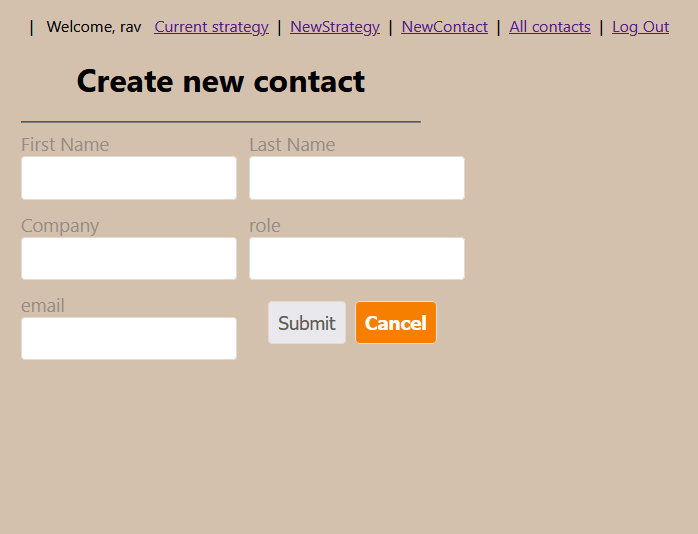 | Welcome, rav Current strategy | NewStrategy | NewContact | All contacts | Log Out
Create new contact
First Name Last Name
Company role
email
Submit Cancel